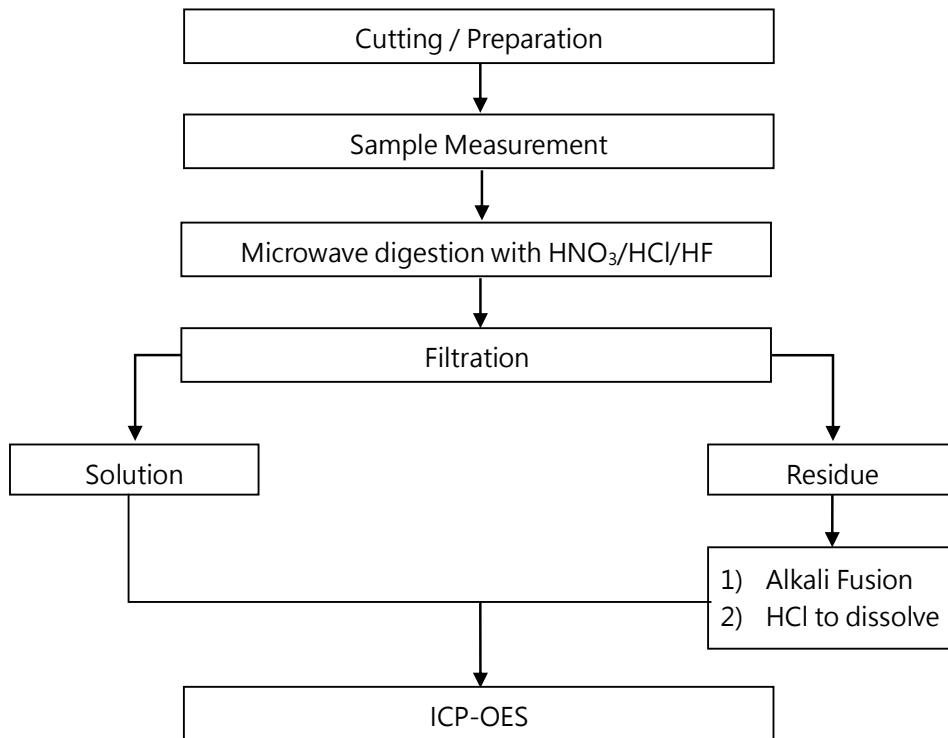 Cutting / Preparation
Sample Measurement
Microwave digestion with HNO₃/HCl/HF
Filtration
Solution
Residue
1) Alkali Fusion
2) HCl to dissolve
ICP-OES